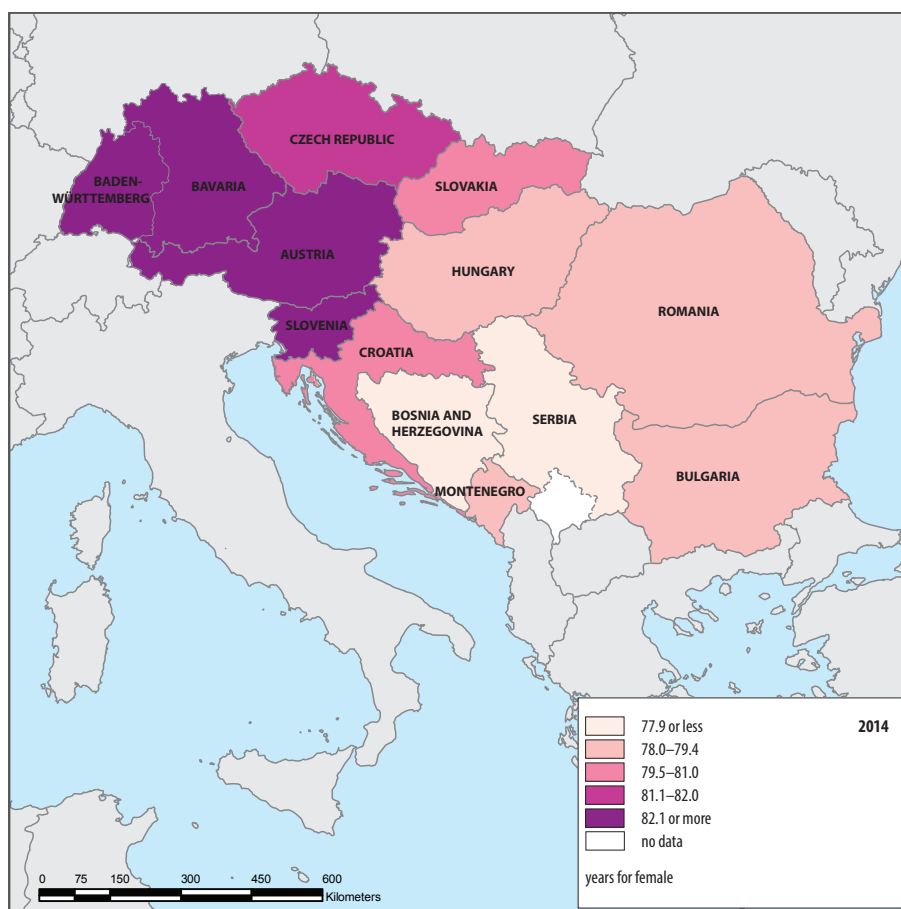 CZECH REPUBLIC
BADEN-
WÜRTTEMBERG
BAVARIA
SLOVAKIA
AUSTRIA
HUNGARY
ROMANIA
SLOVENIA
CROATIA
BOSNIA AND
HERZEGOVINA
SERBIA
MONTENEGRO
BULGARIA
77.9 or less
2014
78.0–79.4
79.5–81.0
81.1–82.0
82.1 or more
no data
years for female
0 75 150 300 450 600
Kilometers